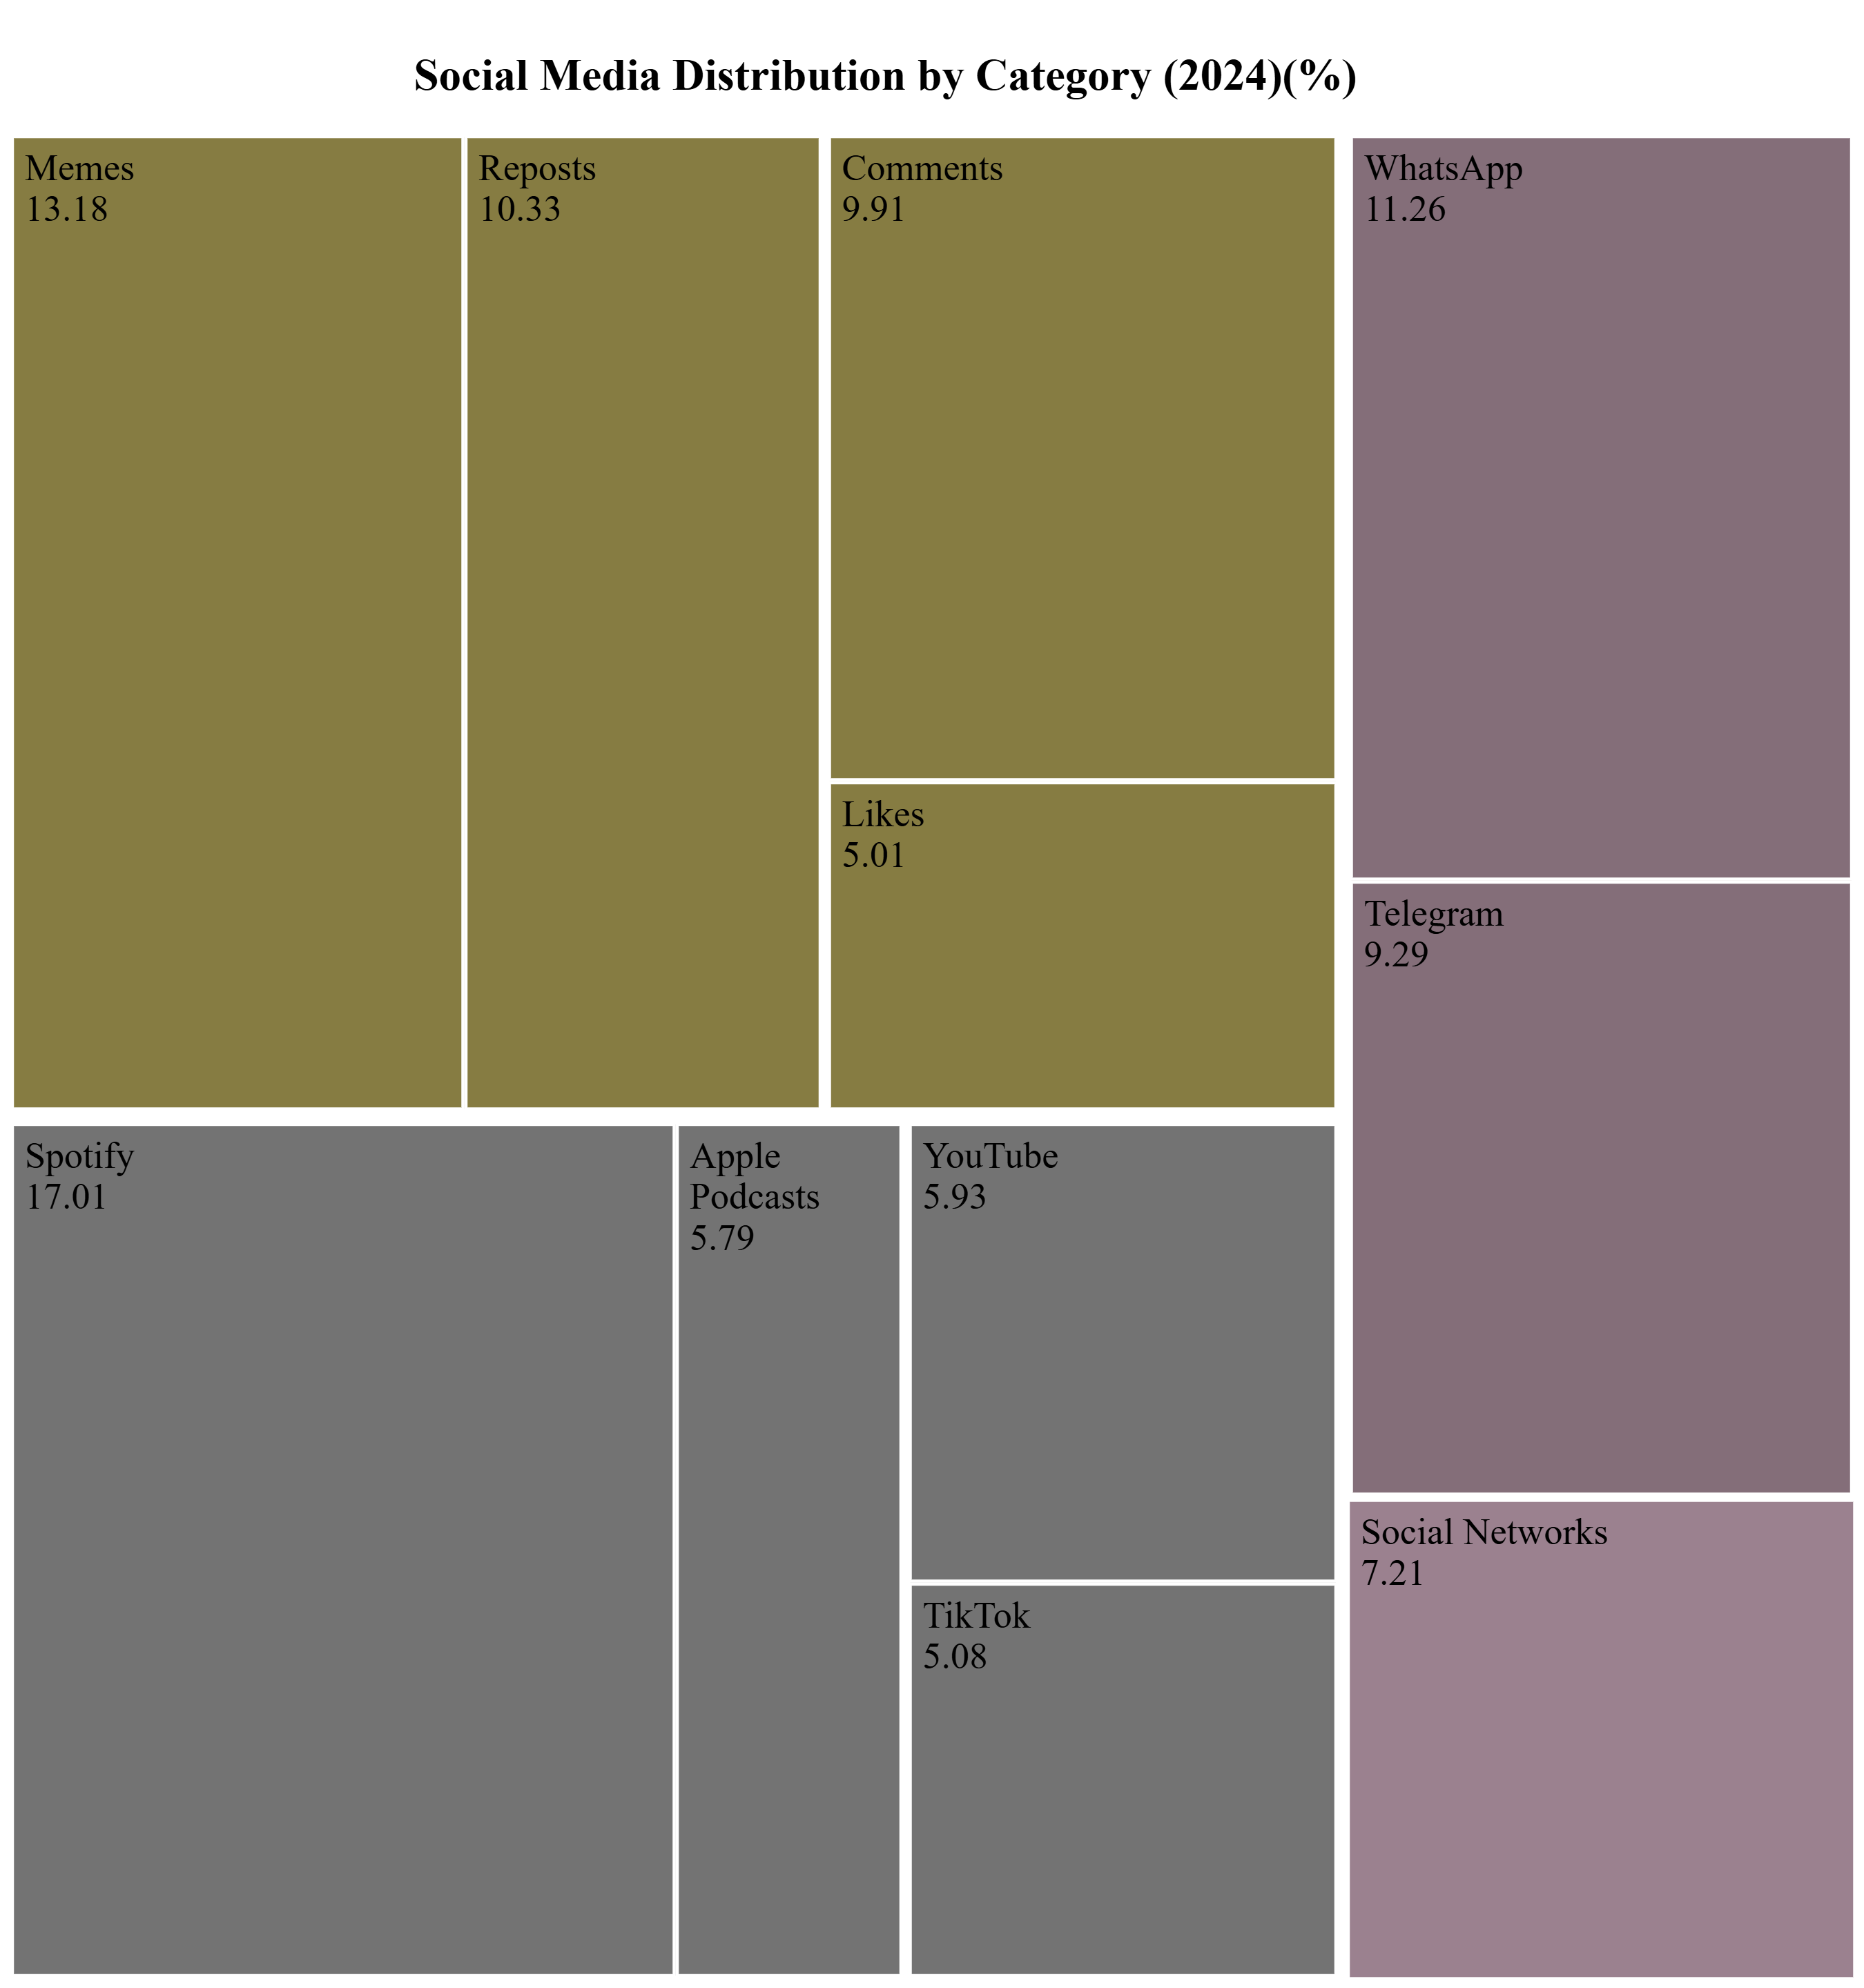 Social Media Distribution by Category (2024)(%)
Memes
13.18
Reposts
10.33
Comments
9.91
Likes
5.01
WhatsApp
11.26
Telegram
9.29
Spotify
17.01
Apple
Podcasts
5.79
YouTube
5.93
TikTok
5.08
Social Networks
7.21